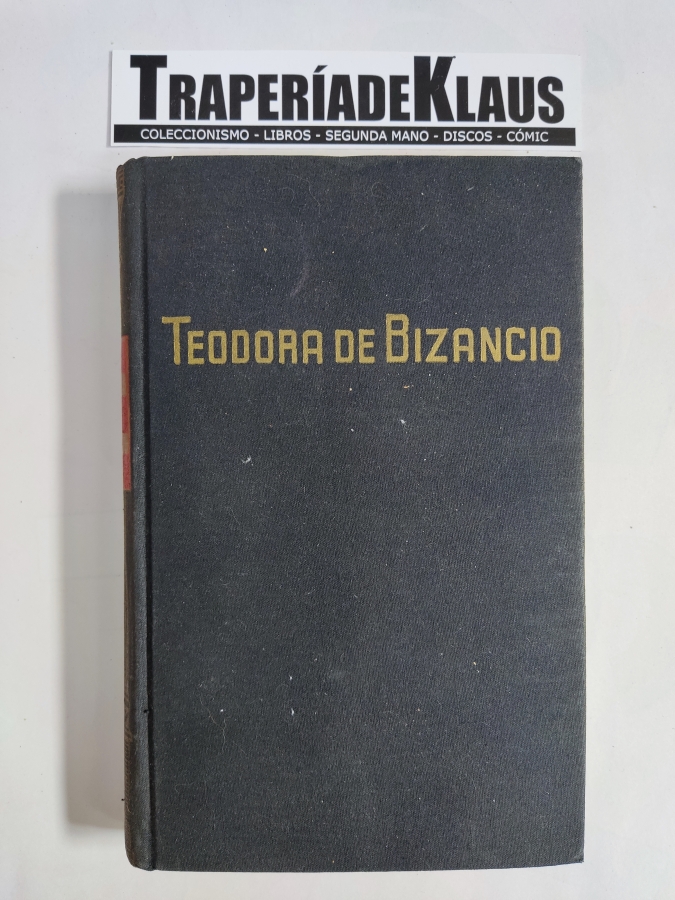 TRAPERÍADEKLAUS
COLECCIONISMO - LIBROS - SEGUNDA MANO - DISCOS - CÓMIC
TEODORA DE BIZANCIO